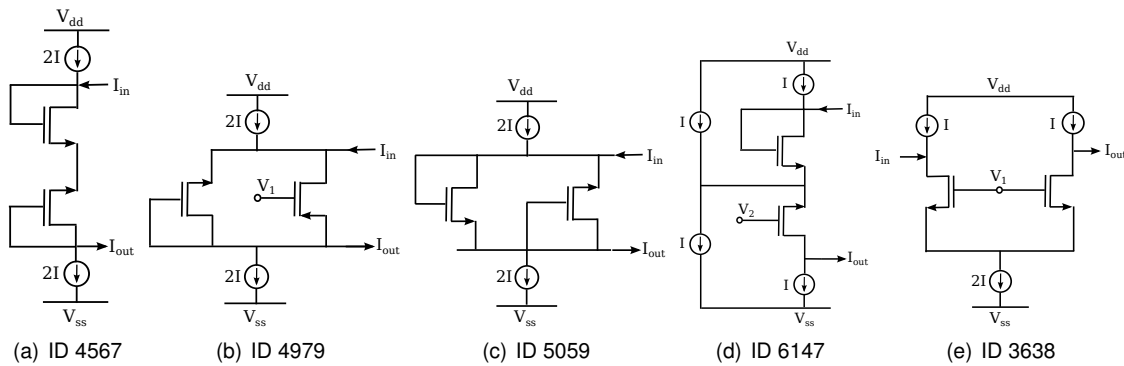 V_dd
2I
I_in
I_out
2I
V_ss
(a) ID 4567
V_dd
2I
I_in
V_1
I_out
2I
V_ss
(b) ID 4979
V_dd
2I
I_in
I_out
2I
V_ss
(c) ID 5059
V_dd
I
I_in
I
V_2
I
I_out
I
V_ss
(d) ID 6147
V_dd
I
I
I_in
I_out
V_1
2I
V_ss
(e) ID 3638